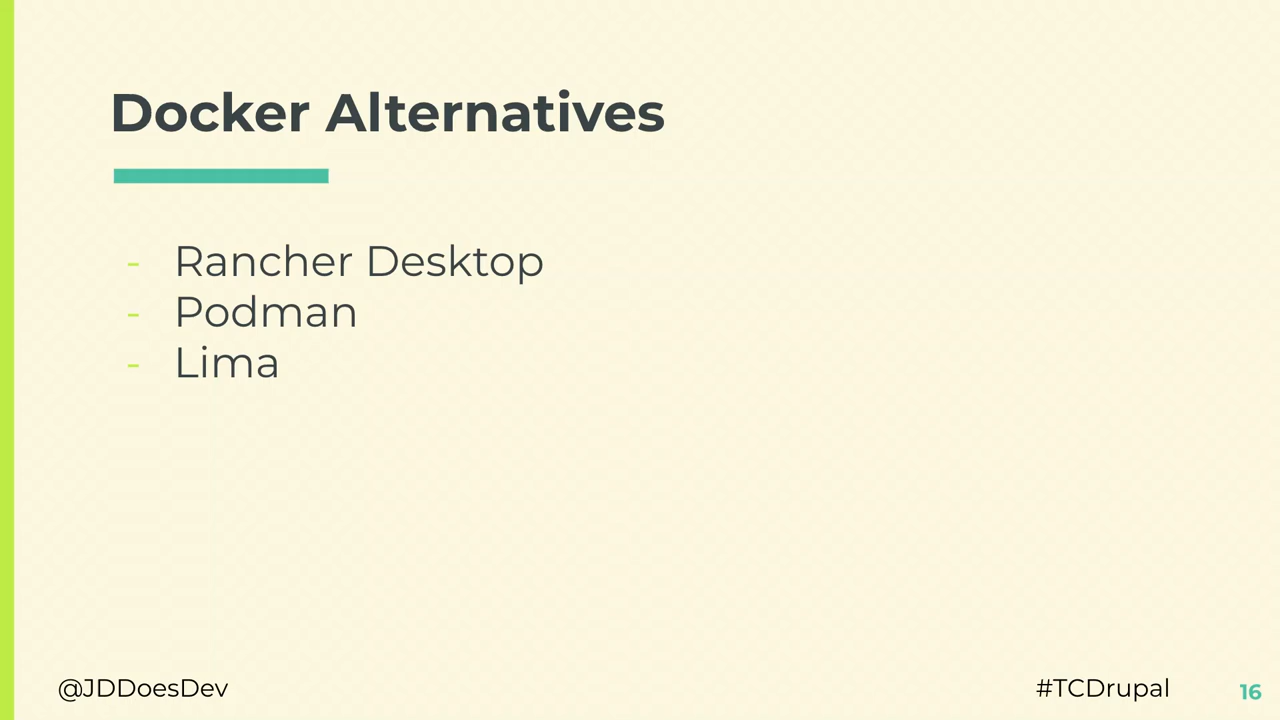 Docker Alternatives
- Rancher Desktop
- Podman
- Lima
@JDDoesDev
#TCDrupal
16